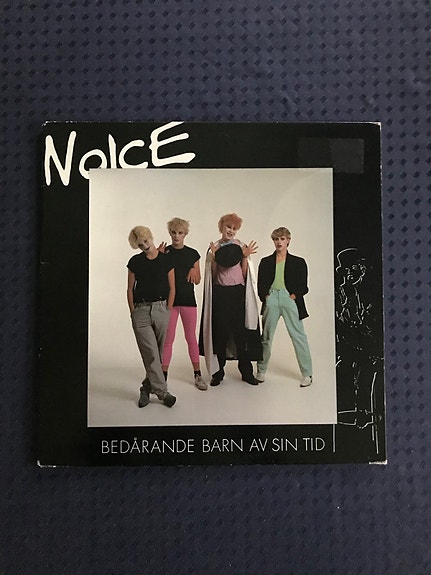 NOICE
BEDÅRANDE BARN AV SIN TID